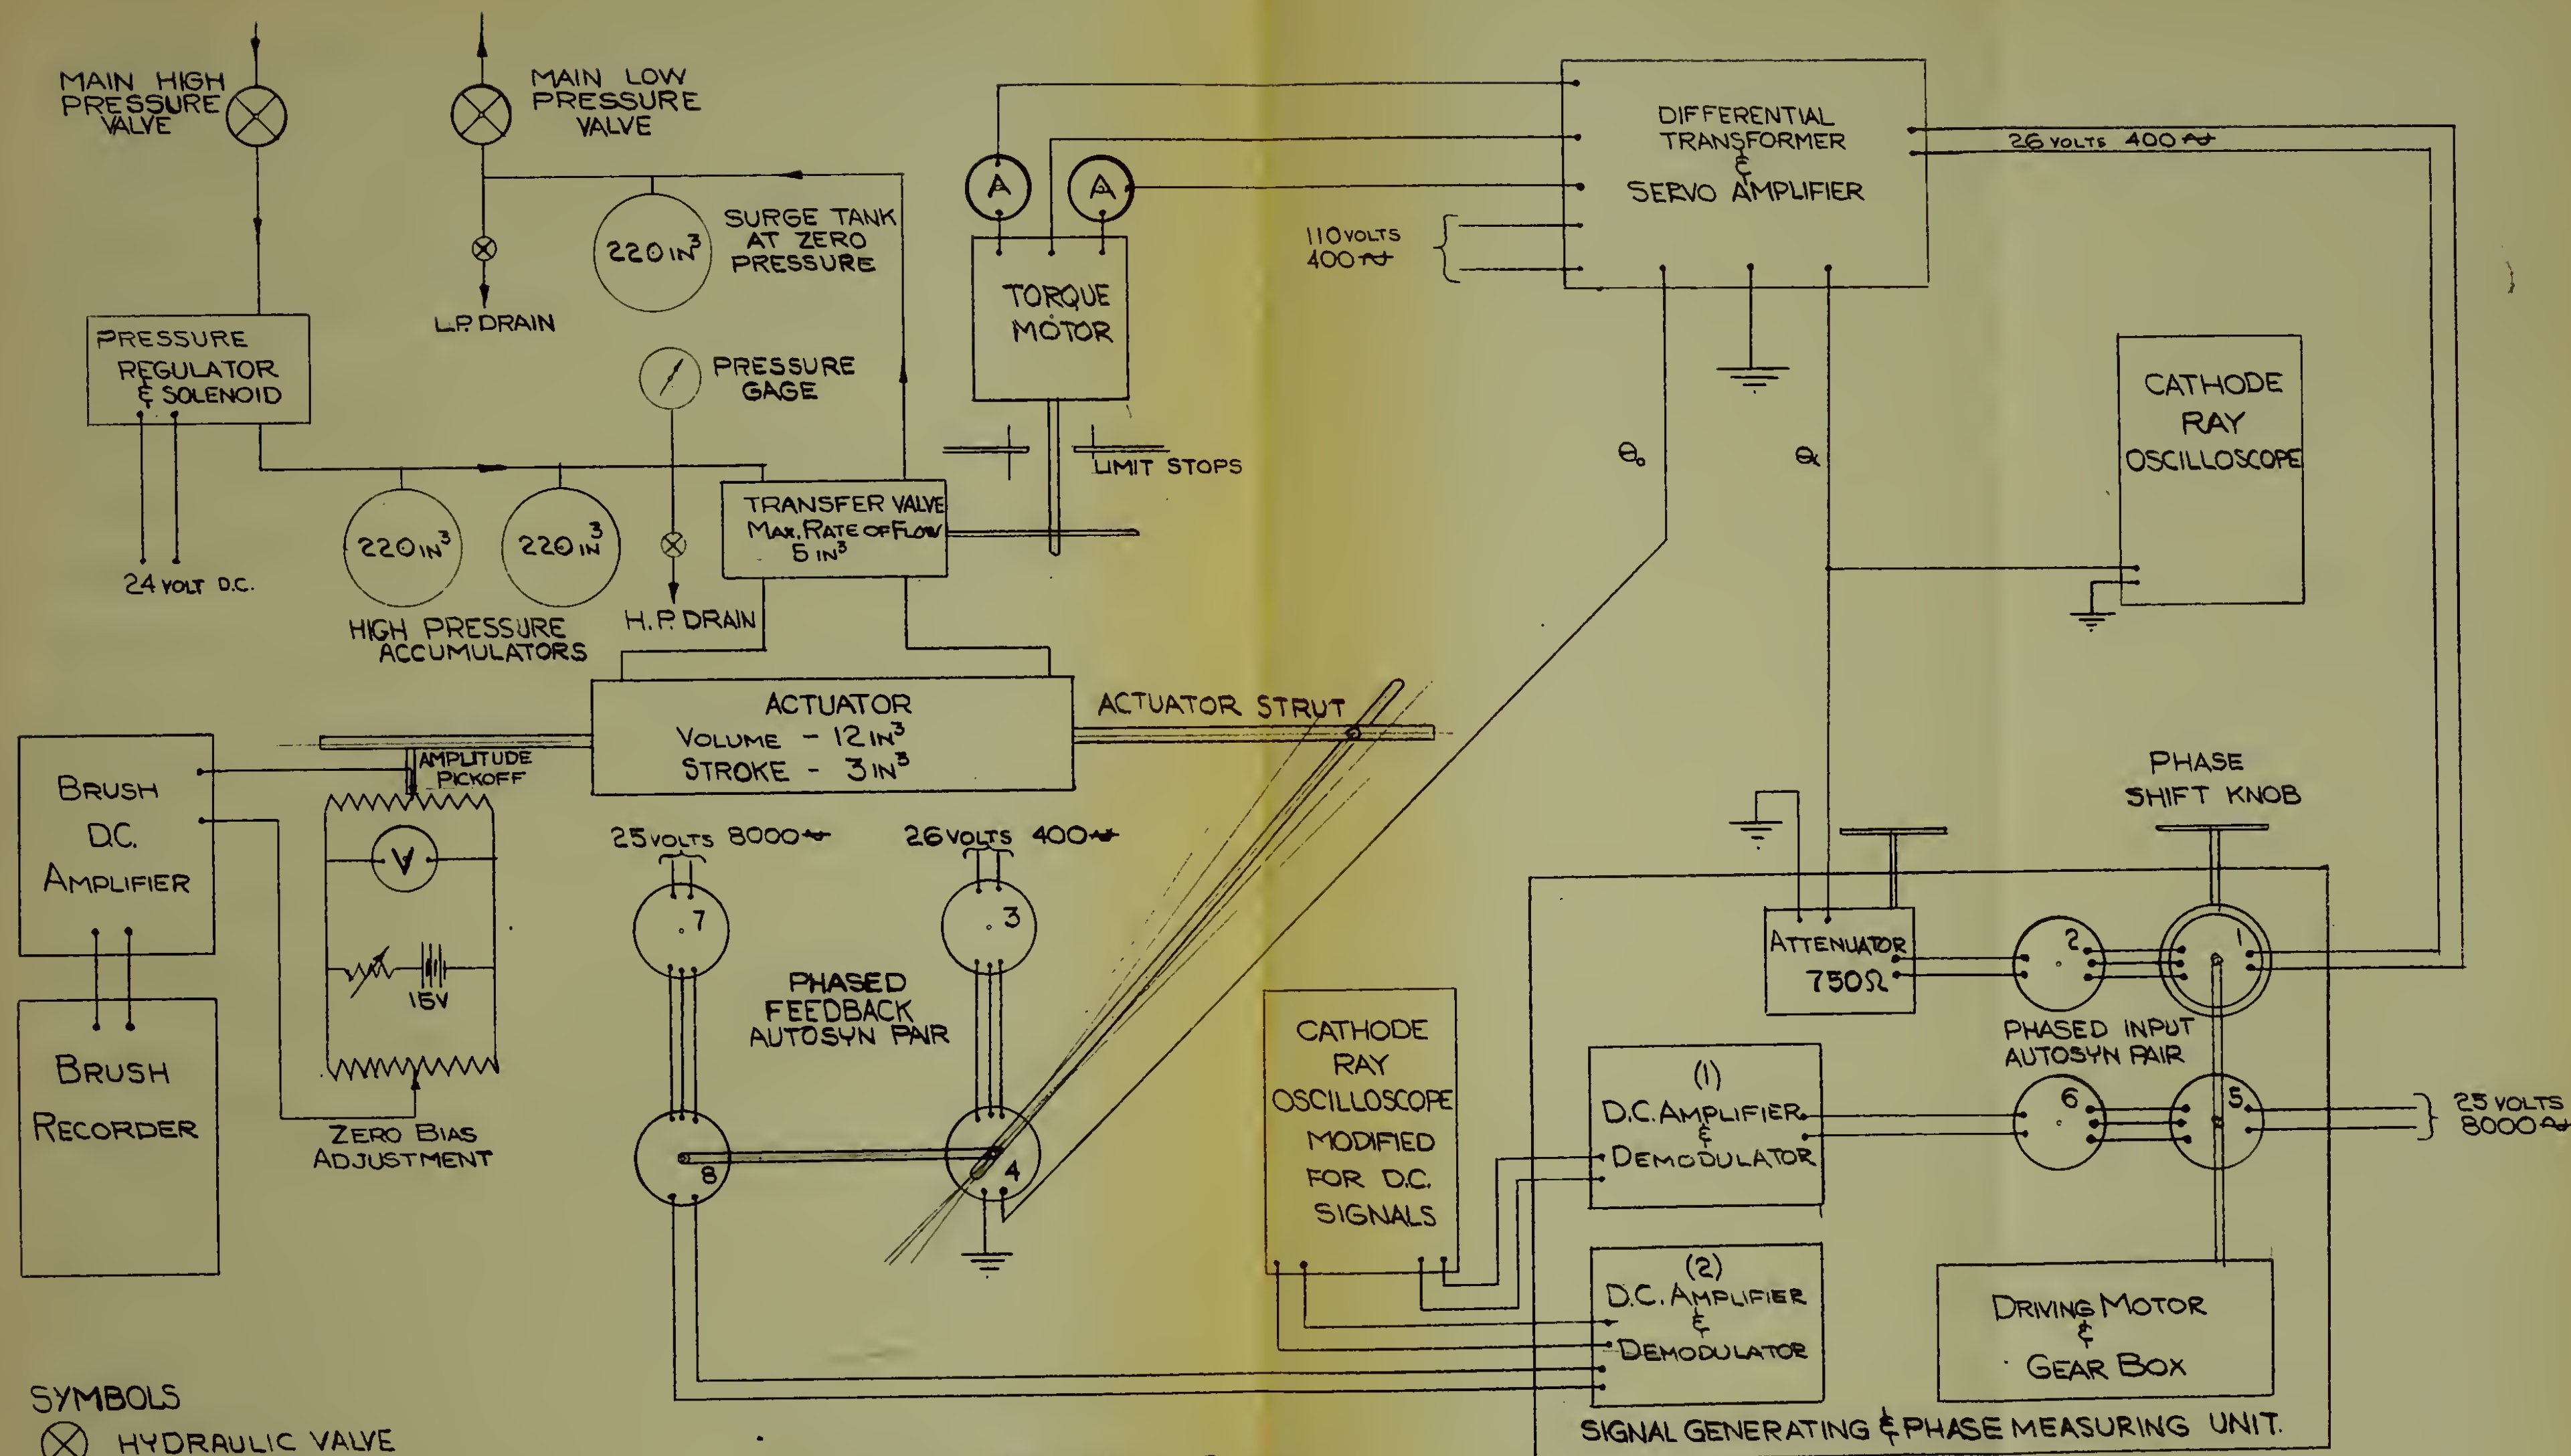 MAIN HIGH
PRESSURE
VALVE
MAIN LOW
PRESSURE
VALVE
L.P. DRAIN
220 IN³
SURGE TANK
AT ZERO
PRESSURE
PRESSURE
REGULATOR
& SOLENOID
24 VOLT D.C.
PRESSURE
GAGE
220 IN³
220 IN³
HIGH PRESSURE
ACCUMULATORS
H.P. DRAIN
TRANSFER VALVE
MAX. RATE OF FLOW
5 IN³
A
A
TORQUE
MOTOR
LIMIT STOPS
110 VOLTS
400 ~
DIFFERENTIAL
TRANSFORMER
&
SERVO AMPLIFIER
26 VOLTS 400 ~
θo
CATHODE
RAY
OSCILLOSCOPE
ACTUATOR
VOLUME - 12 IN³
STROKE - 3 IN³
ACTUATOR STRUT
BRUSH
D.C.
AMPLIFIER
AMPLITUDE
PICKOFF
V
15V
BRUSH
RECORDER
ZERO BIAS
ADJUSTMENT
25 VOLTS 8000 ~
26 VOLTS 400 ~
7
3
PHASED
FEEDBACK
AUTOSYN PAIR
8
4
CATHODE
RAY
OSCILLOSCOPE
MODIFIED
FOR D.C.
SIGNALS
PHASE
SHIFT KNOB
ATTENUATOR
750Ω
2
1
PHASED INPUT
AUTOSYN PAIR
6
5
25 VOLTS
8000 ~
(1)
D.C. AMPLIFIER
&
DEMODULATOR
(2)
D.C. AMPLIFIER
&
DEMODULATOR
DRIVING MOTOR
&
GEAR BOX
SIGNAL GENERATING & PHASE MEASURING UNIT.
SYMBOLS
HYDRAULIC VALVE